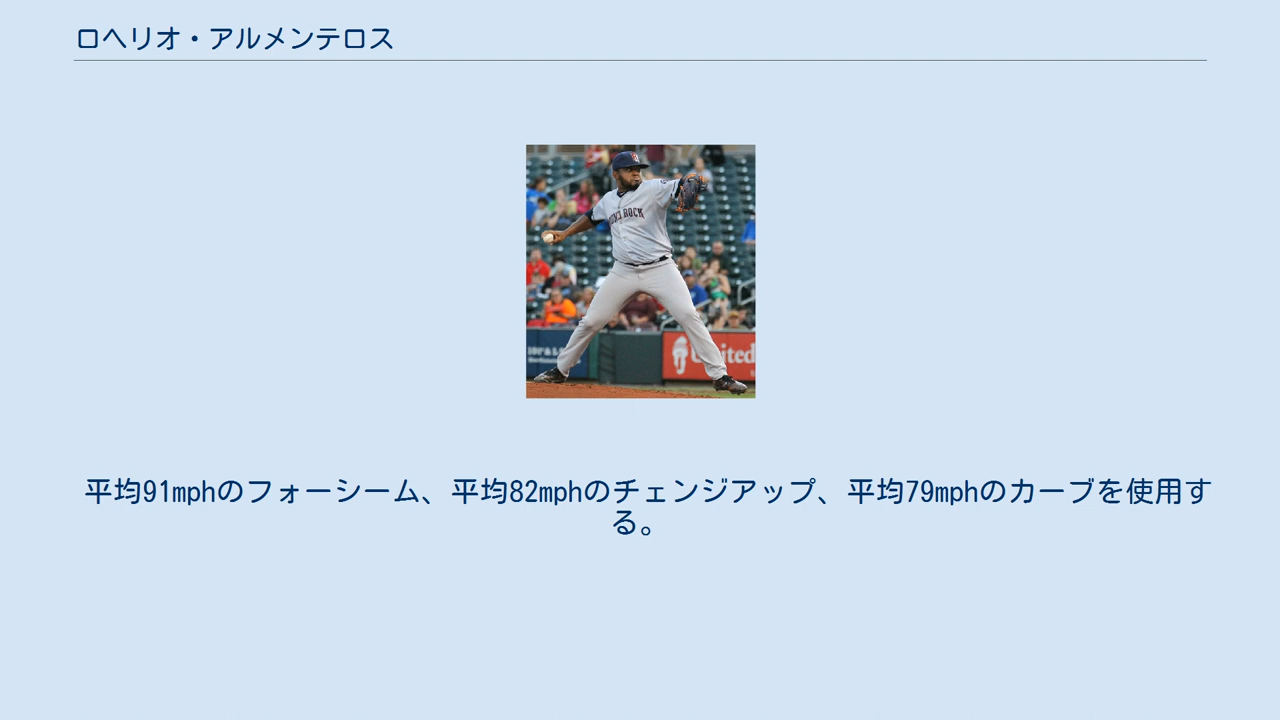 ロヘリオ・アルメンテロス
United
平均91mphのフォーシーム、平均82mphのチェンジアップ、平均79mphのカーブを使用す
る。